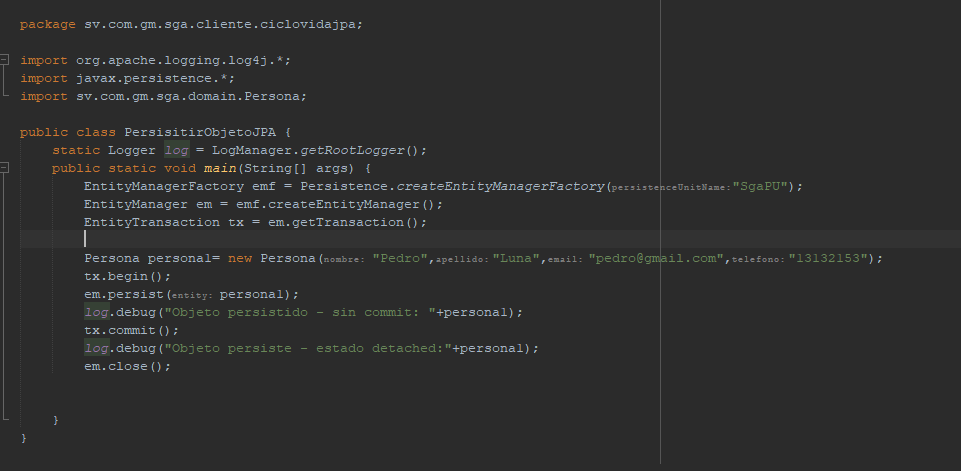 package sv.com.gm.sga.cliente.ciclovidajpa;
import org.apache.logging.log4j.*;
import javax.persistence.*;
import sv.com.gm.sga.domain.Persona;
public class PersisitirObjetoJPA {
static Logger log = LogManager.getRootLogger();
public static void main(String[] args) {
EntityManagerFactory emf = Persistence.createEntityManagerFactory(persistenceUnitName:"SgaPU");
EntityManager em = emf.createEntityManager();
EntityTransaction tx = em.getTransaction();
Persona personal= new Persona(nombre: "Pedro",apellido:"Luna",email: "pedro@gmail.com",telefono:"13132153");
tx.begin();
em.persist(entity: personal);
log.debug("Objeto persistido - sin commit: "+personal);
tx.commit();
log.debug("Objeto persiste - estado detached:"+personal);
em.close();
}
}